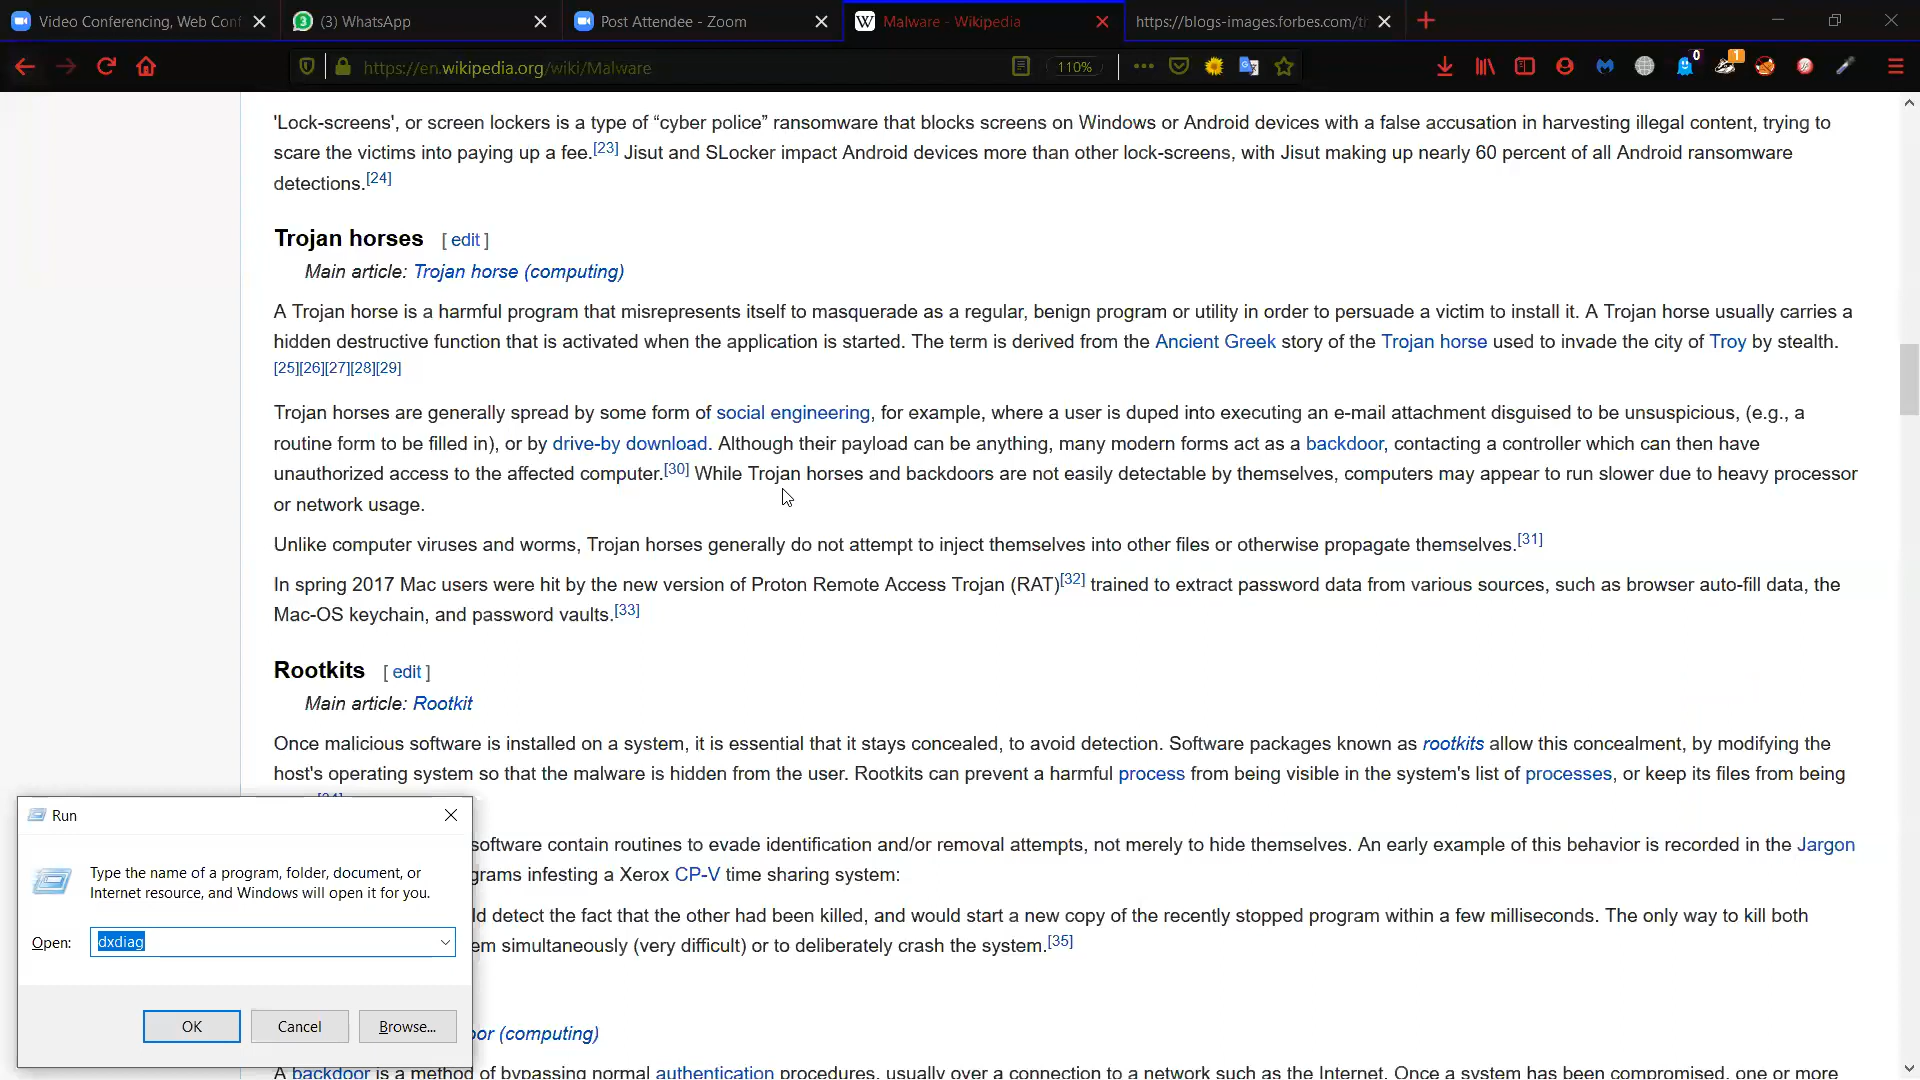 Video Conferencing, Web Conf
(3) WhatsApp
Post Attendee - Zoom
Malware - Wikipedia
https://blogs-images.forbes.com/tr
https://en.wikipedia.org/wiki/Malware
110%
0
1
'Lock-screens', or screen lockers is a type of “cyber police” ransomware that blocks screens on Windows or Android devices with a false accusation in harvesting illegal content, trying to
scare the victims into paying up a fee.[23] Jisut and SLocker impact Android devices more than other lock-screens, with Jisut making up nearly 60 percent of all Android ransomware
detections.[24]
Trojan horses [ edit ]
Main article: Trojan horse (computing)
A Trojan horse is a harmful program that misrepresents itself to masquerade as a regular, benign program or utility in order to persuade a victim to install it. A Trojan horse usually carries a
hidden destructive function that is activated when the application is started. The term is derived from the Ancient Greek story of the Trojan horse used to invade the city of Troy by stealth.
[25][26][27][28][29]
Trojan horses are generally spread by some form of social engineering, for example, where a user is duped into executing an e-mail attachment disguised to be unsuspicious, (e.g., a
routine form to be filled in), or by drive-by download. Although their payload can be anything, many modern forms act as a backdoor, contacting a controller which can then have
unauthorized access to the affected computer.[30] While Trojan horses and backdoors are not easily detectable by themselves, computers may appear to run slower due to heavy processor
or network usage.
Unlike computer viruses and worms, Trojan horses generally do not attempt to inject themselves into other files or otherwise propagate themselves.[31]
In spring 2017 Mac users were hit by the new version of Proton Remote Access Trojan (RAT)[32] trained to extract password data from various sources, such as browser auto-fill data, the
Mac-OS keychain, and password vaults.[33]
Rootkits [ edit ]
Main article: Rootkit
Once malicious software is installed on a system, it is essential that it stays concealed, to avoid detection. Software packages known as rootkits allow this concealment, by modifying the
host's operating system so that the malware is hidden from the user. Rootkits can prevent a harmful process from being visible in the system's list of processes, or keep its files from being
software contain routines to evade identification and/or removal attempts, not merely to hide themselves. An early example of this behavior is recorded in the Jargon
grams infesting a Xerox CP-V time sharing system:
ld detect the fact that the other had been killed, and would start a new copy of the recently stopped program within a few milliseconds. The only way to kill both
em simultaneously (very difficult) or to deliberately crash the system.[35]
oor (computing)
A backdoor is a method of bypassing normal authentication procedures, usually over a connection to a network such as the Internet. Once a system has been compromised, one or more
Run
Type the name of a program, folder, document, or
Internet resource, and Windows will open it for you.
Open: dxdiag
OK Cancel Browse...